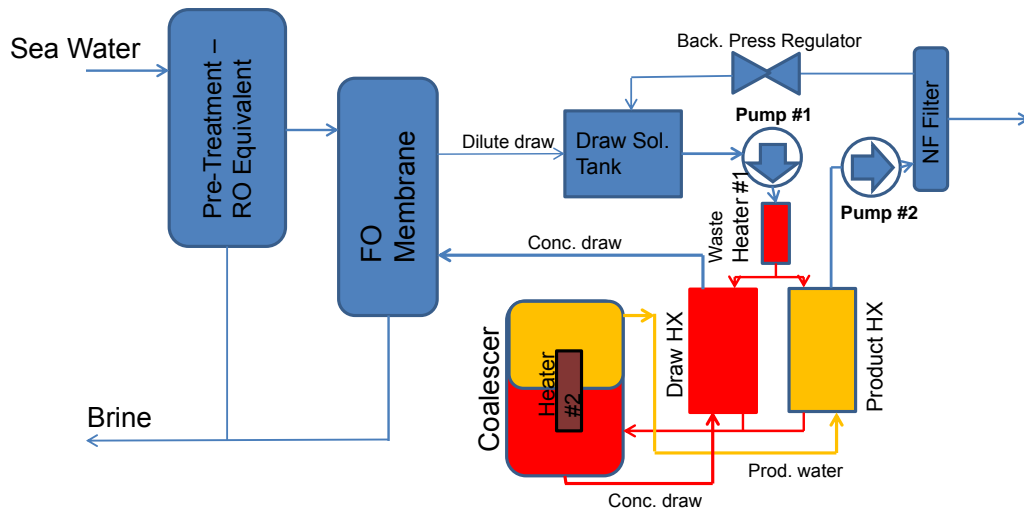 Sea Water
Pre-Treatment –
RO Equivalent
FO
Membrane
Dilute draw
Draw Sol.
Tank
Back. Press Regulator
Pump #1
NF Filter
Pump #2
Waste
Heater #1
Conc. draw
Coalescer
Heater
#2
Draw HX
Product HX
Brine
Prod. water
Conc. draw